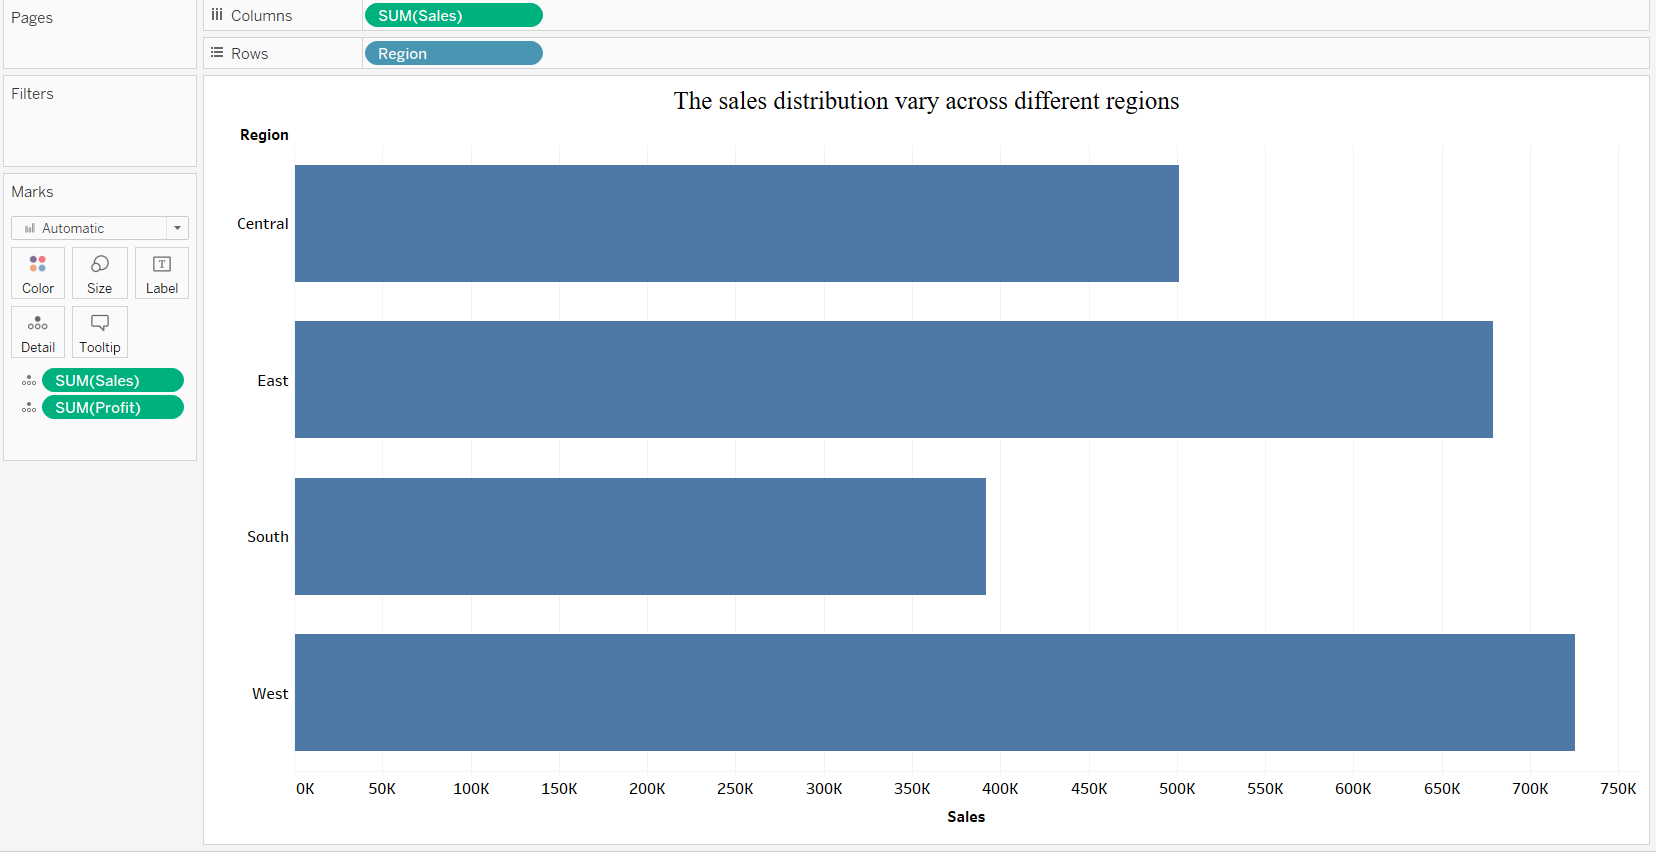 Pages
Columns
SUM(Sales)
Rows
Region
Filters
Marks
Automatic
Color
Size
Label
Detail
Tooltip
SUM(Sales)
SUM(Profit)
The sales distribution vary across different regions
Region
Central
East
South
West
0K 50K 100K 150K 200K 250K 300K 350K 400K 450K 500K 550K 600K 650K 700K 750K
Sales